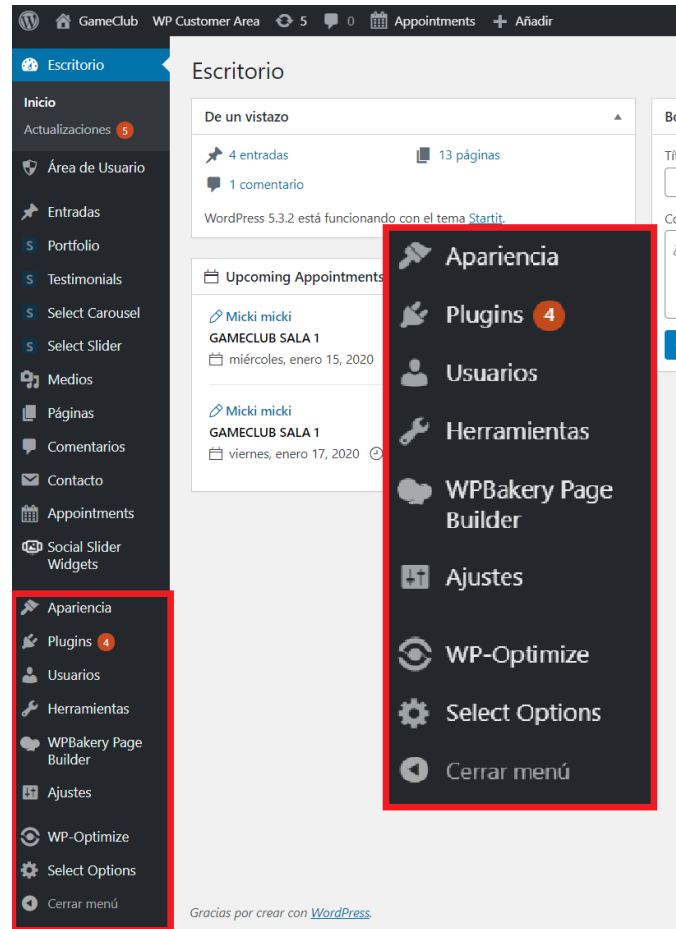 GameClub WP Customer Area 5 0 Appointments Añadir
Escritorio
Inicio
Actualizaciones 5
Área de Usuario
Entradas
Portfolio
Testimonials
Select Carousel
Select Slider
Medios
Páginas
Comentarios
Contacto
Appointments
Social Slider
Widgets
Apariencia
Plugins 4
Usuarios
Herramientas
WPBakery Page
Builder
Ajustes
WP-Optimize
Select Options
Cerrar menú
Escritorio
De un vistazo
4 entradas 13 páginas
1 comentario
WordPress 5.3.2 está funcionando con el tema Startit.
Upcoming Appointments
Micki micki
GAMECLUB SALA 1
miércoles, enero 15, 2020
Micki micki
GAMECLUB SALA 1
viernes, enero 17, 2020
Apariencia
Plugins 4
Usuarios
Herramientas
WPBakery Page
Builder
Ajustes
WP-Optimize
Select Options
Cerrar menú
Gracias por crear con WordPress.